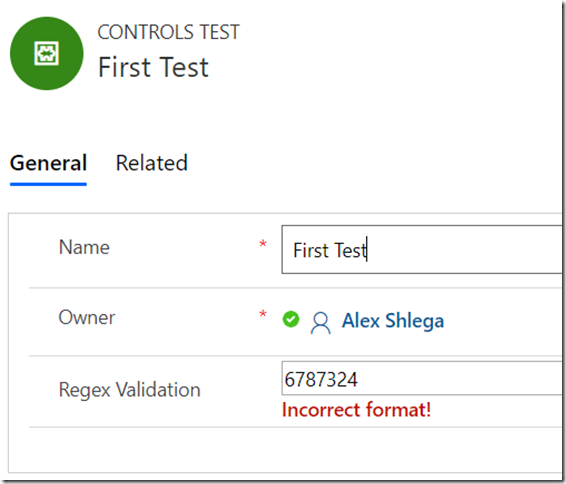 CONTROLS TEST
First Test
General Related
Name * First Test
Owner * Alex Shlega
Regex Validation 6787324
Incorrect format!